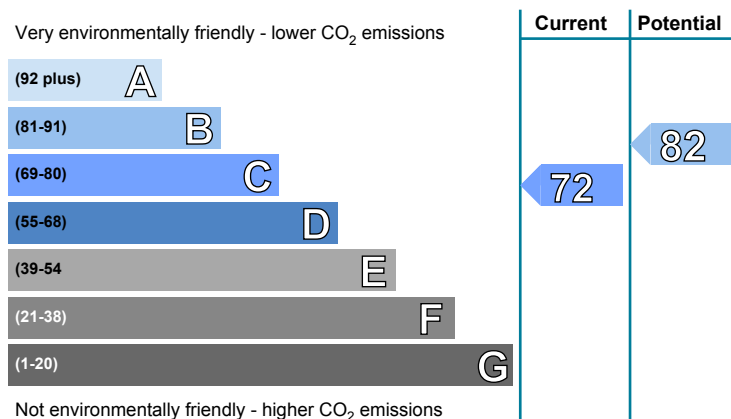 Very environmentally friendly - lower CO2 emissions
Current
Potential
(92 plus) A
(81-91) B
(69-80) C
(55-68) D
(39-54 E
(21-38) F
(1-20) G
72
82
Not environmentally friendly - higher CO2 emissions